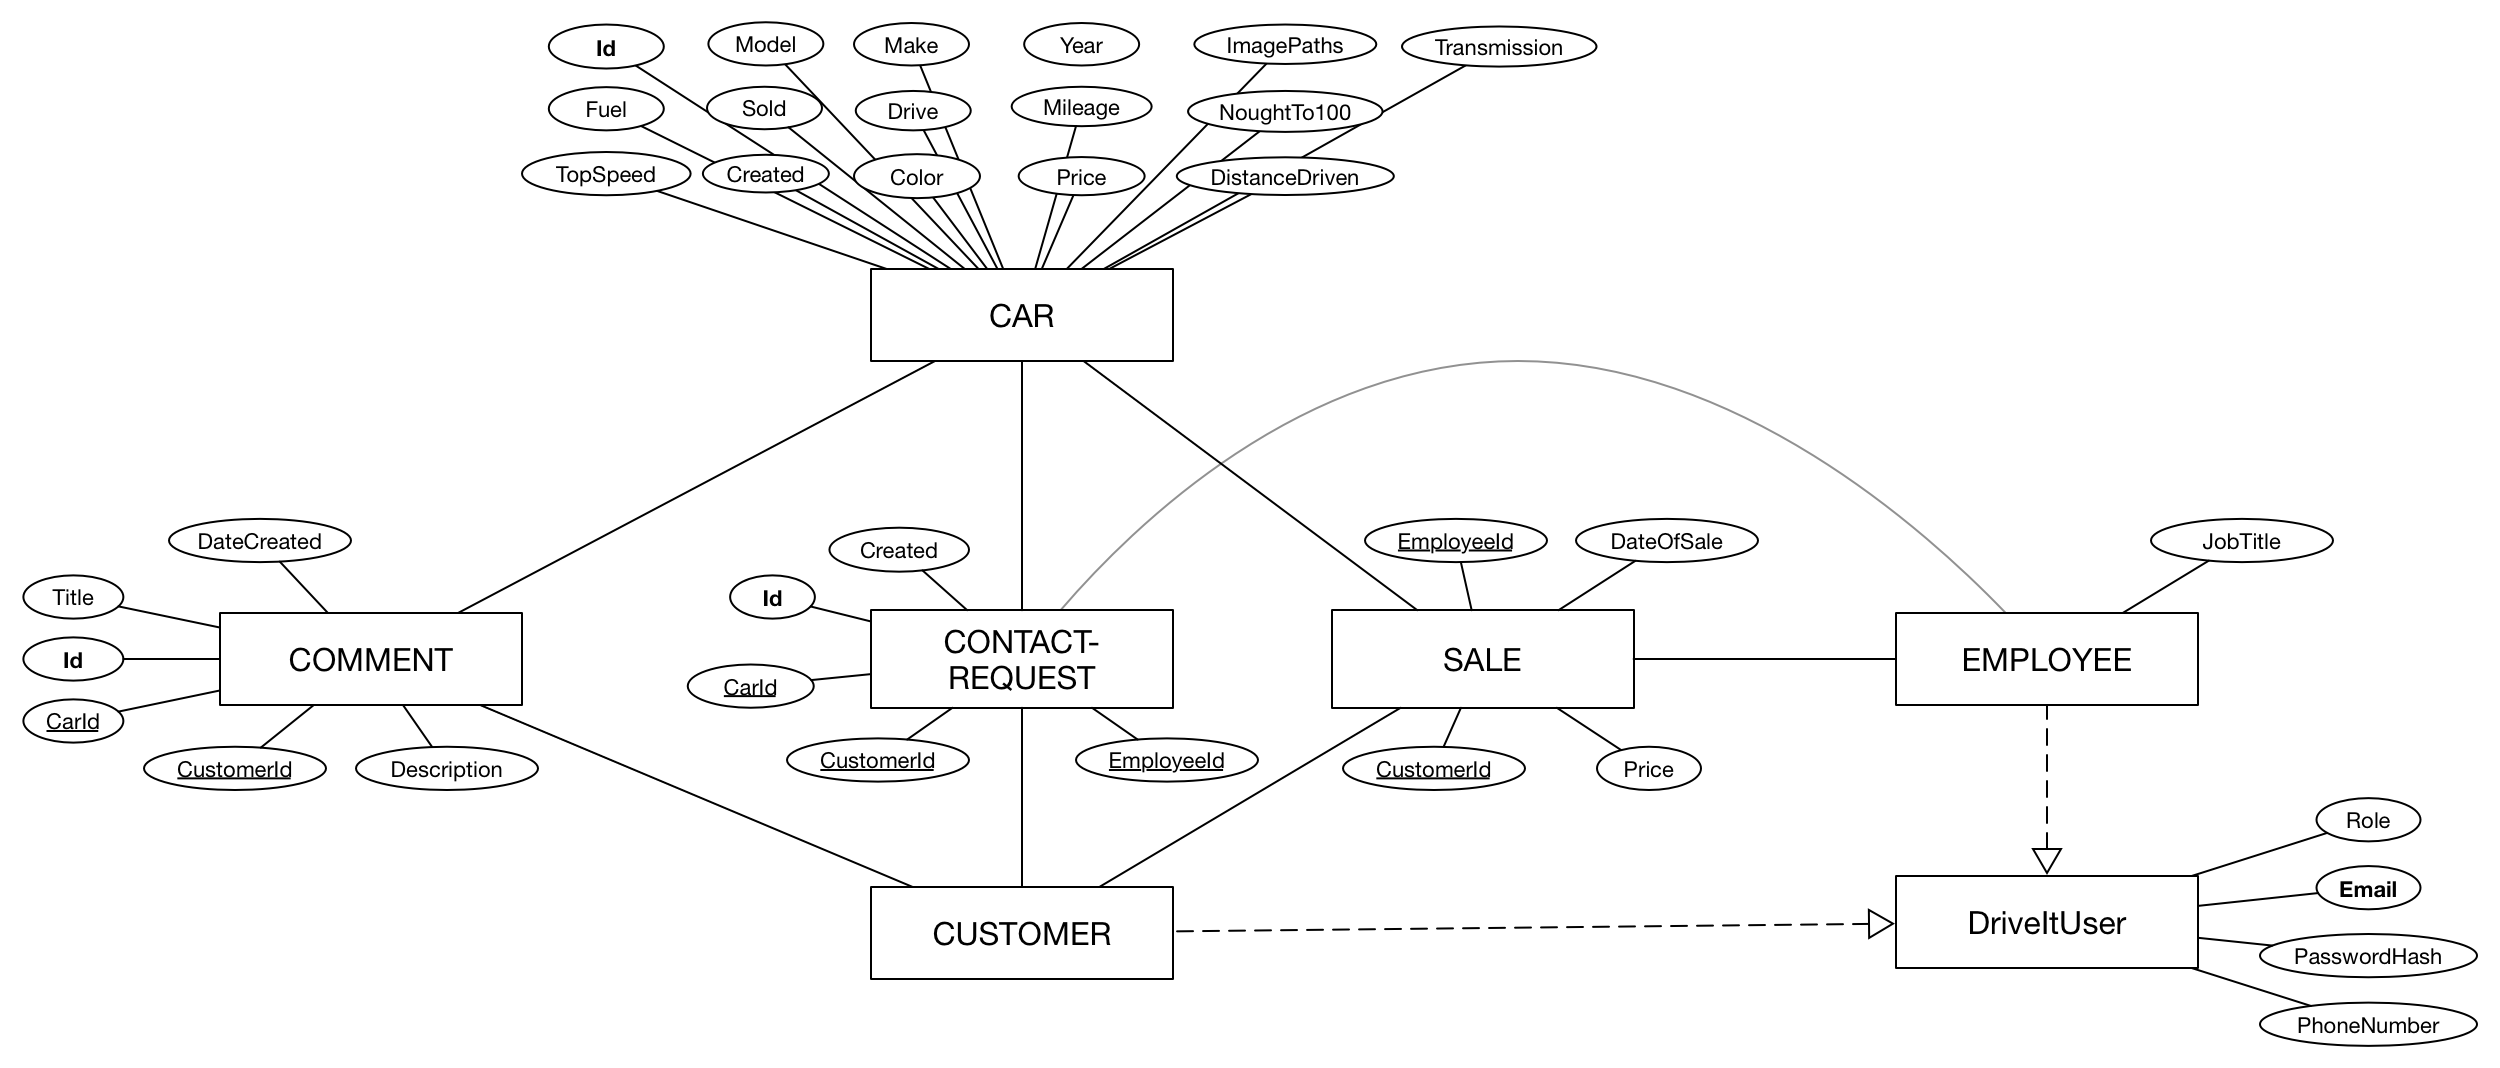 Id
Model
Make
Year
ImagePaths
Transmission
Fuel
Sold
Drive
Mileage
NoughtTo100
TopSpeed
Created
Color
Price
DistanceDriven
CAR
DateCreated
Title
Id
CarId
CustomerId
Description
COMMENT
Created
Id
CarId
CustomerId
EmployeeId
CONTACT-
REQUEST
EmployeeId
DateOfSale
SALE
CustomerId
Price
JobTitle
EMPLOYEE
CUSTOMER
DriveItUser
Role
Email
PasswordHash
PhoneNumber